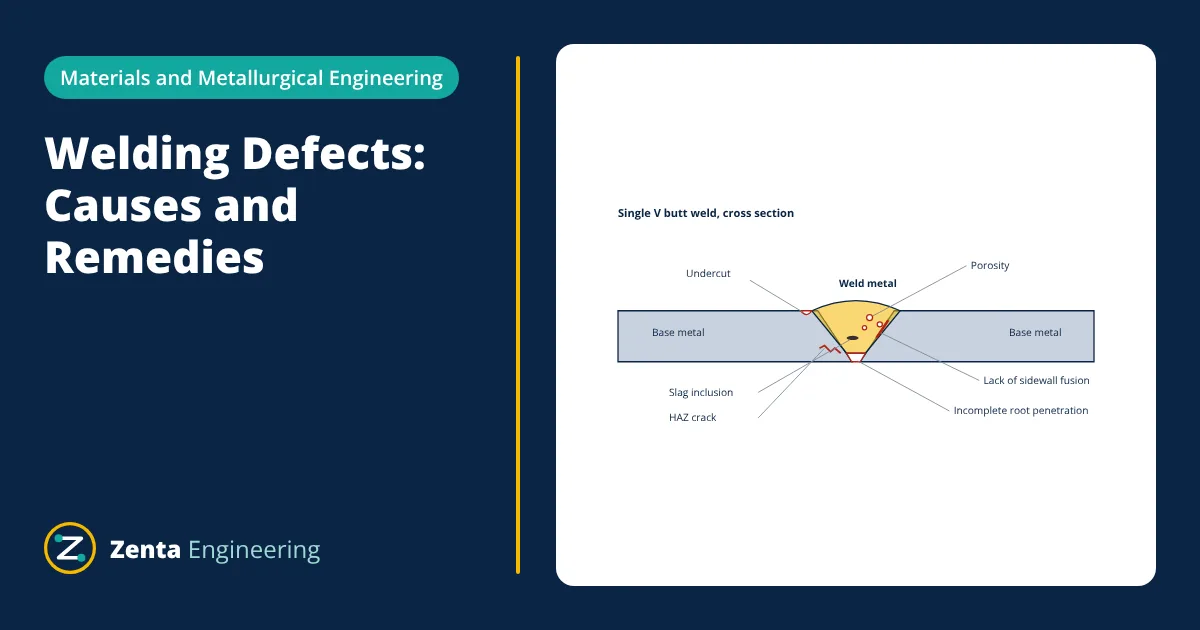 Materials and Metallurgical Engineering
Welding Defects:
Causes and
Remedies
Zenta Engineering
Single V butt weld, cross section
Undercut
Weld metal
Porosity
Base metal
Base metal
Slag inclusion
HAZ crack
Lack of sidewall fusion
Incomplete root penetration